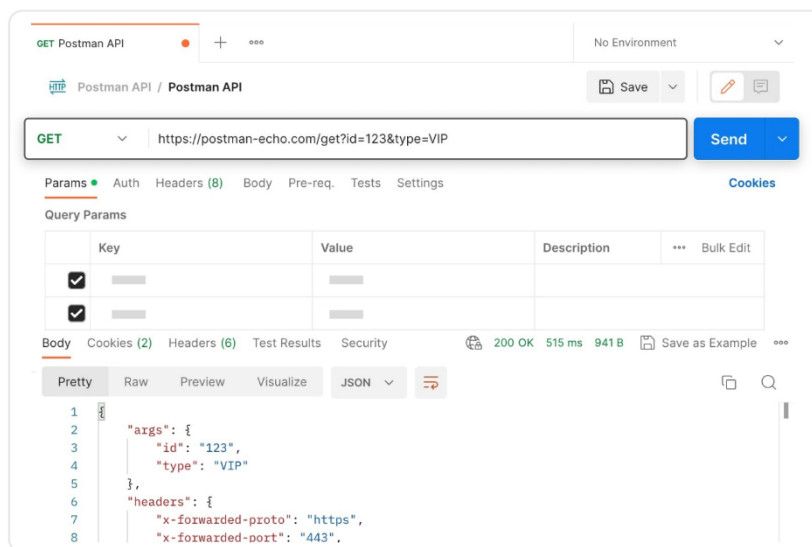 GET Postman API
No Environment
HTTP Postman API / Postman API Save
GET https://postman-echo.com/get?id=123&type=VIP Send
Params Auth Headers (8) Body Pre-req. Tests Settings Cookies
Query Params
Key Value Description Bulk Edit
Body Cookies (2) Headers (6) Test Results Security 200 OK 515 ms 941 B Save as Example
Pretty Raw Preview Visualize JSON
1 {
2 "args": {
3 "id": "123",
4 "type": "VIP"
5 },
6 "headers": {
7 "x-forwarded-proto": "https",
8 "x-forwarded-port": "443",